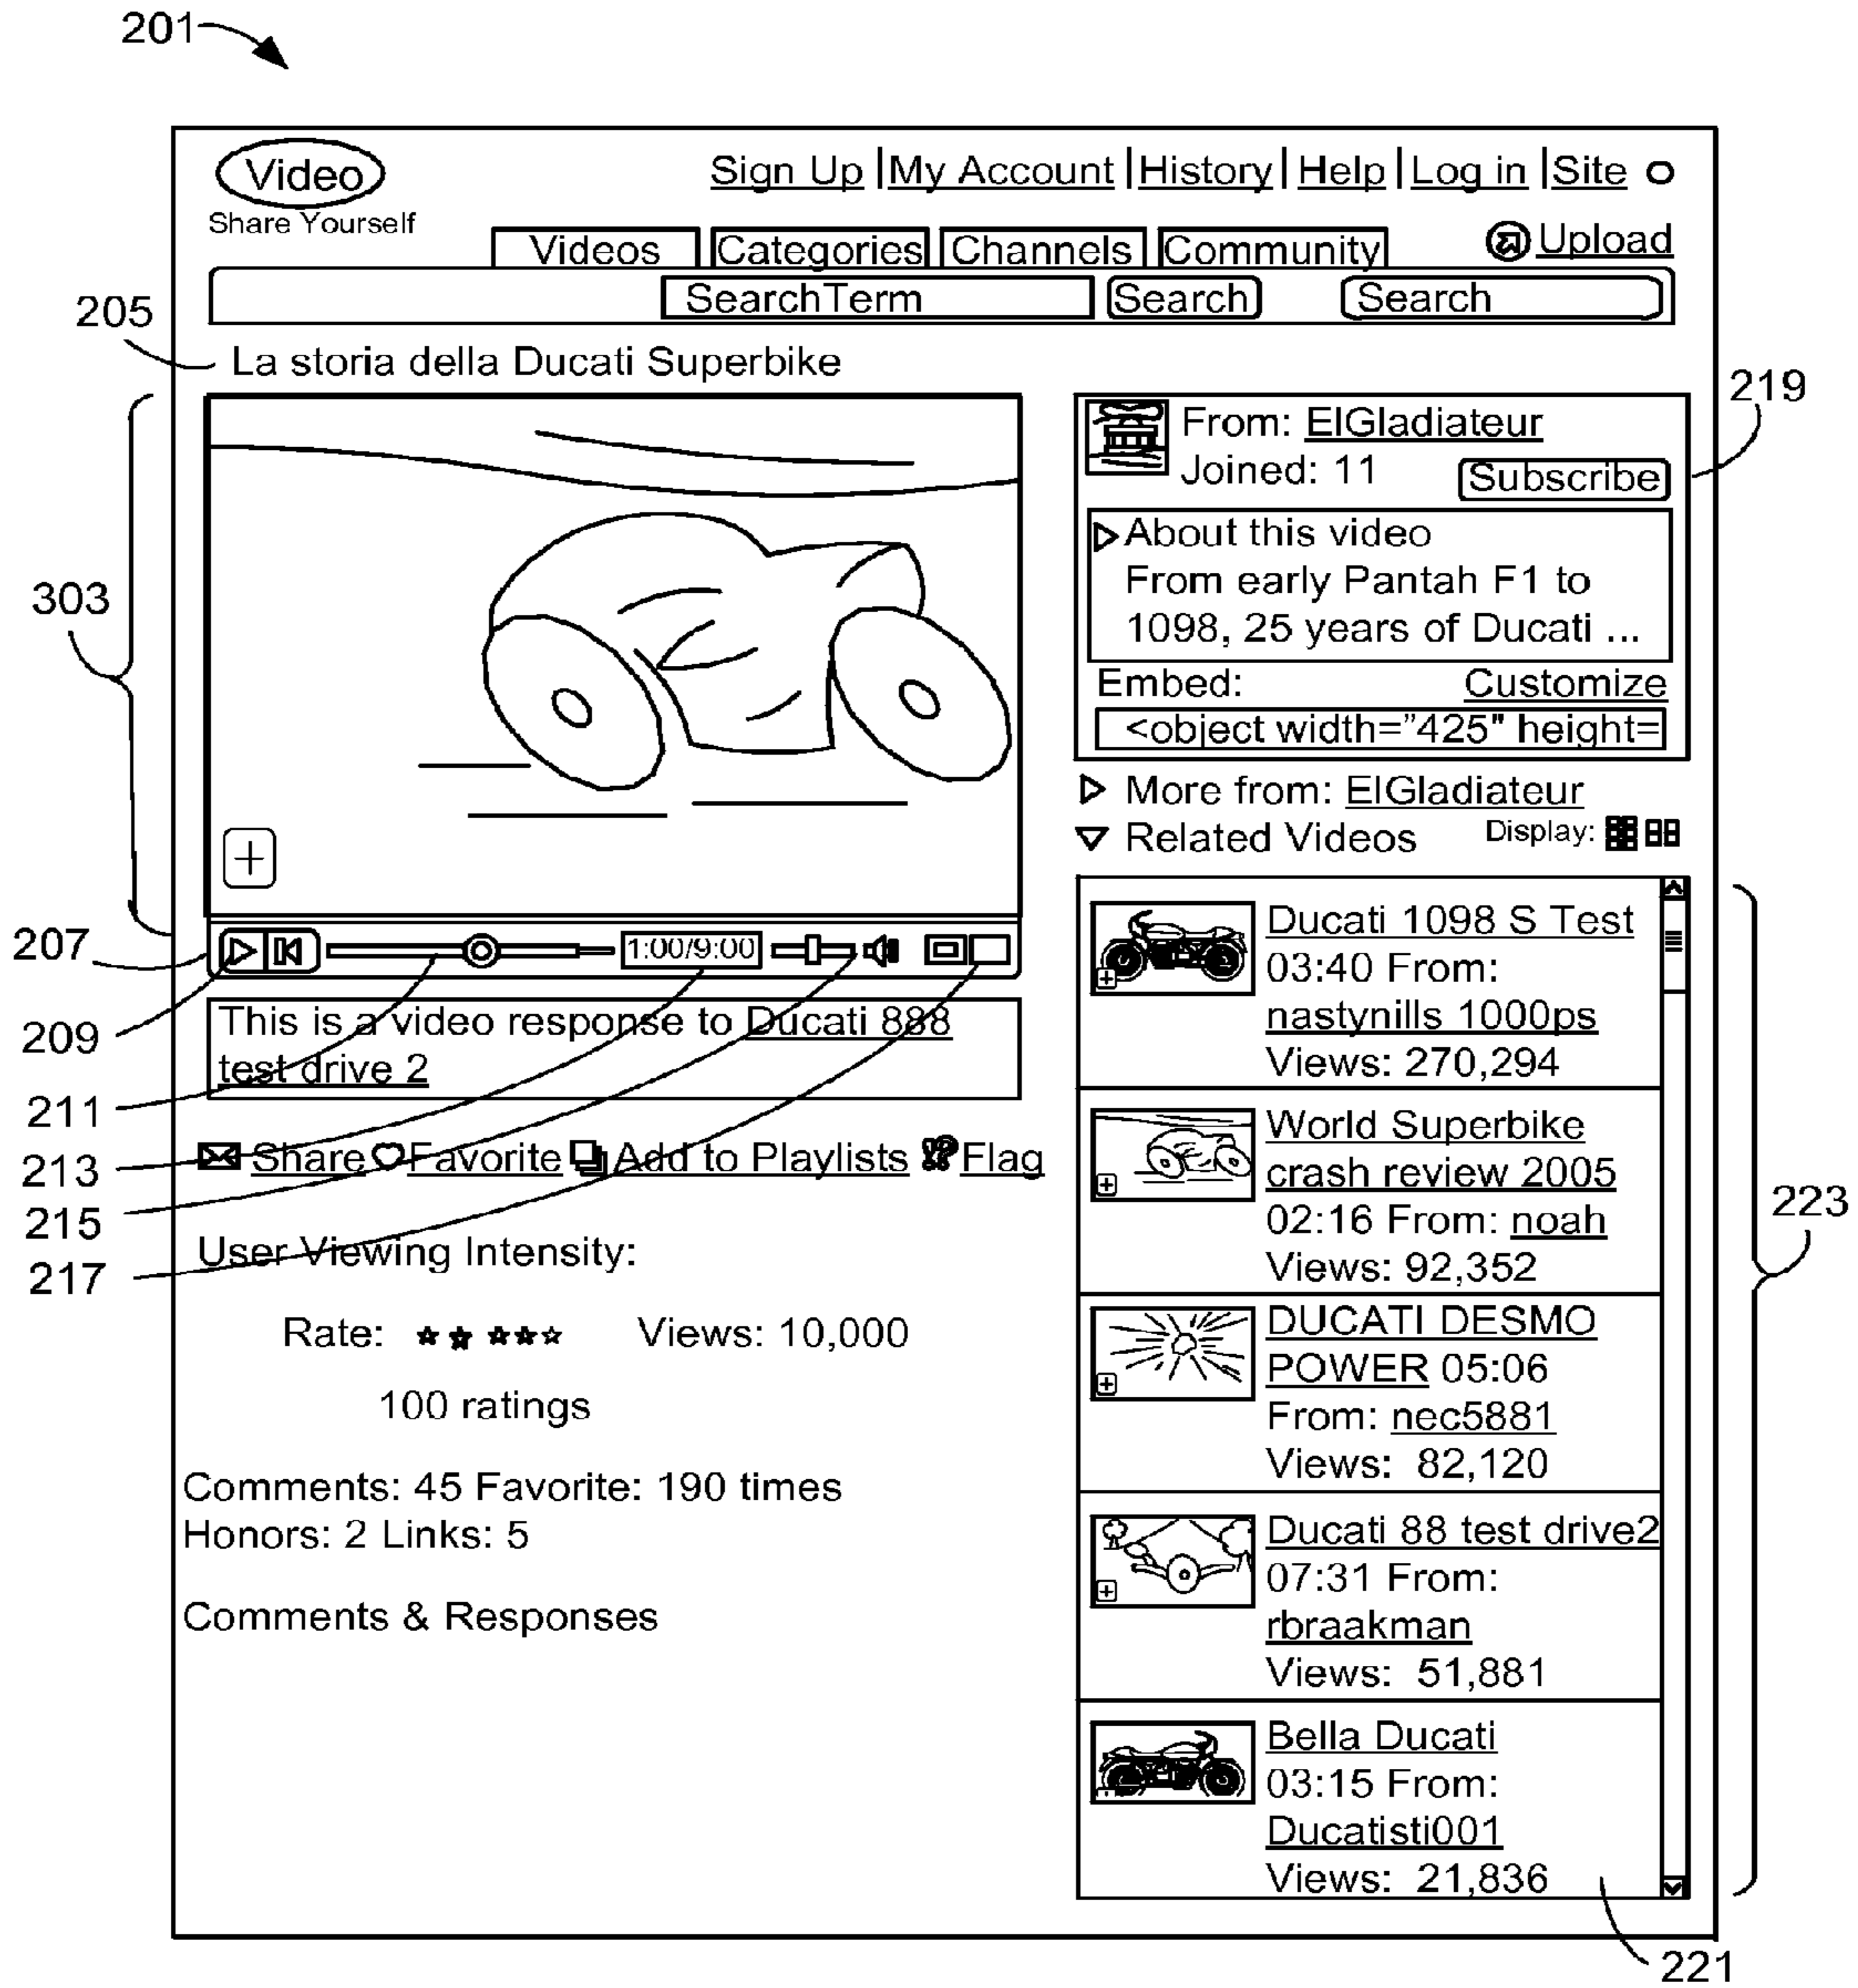 201
Video
Share Yourself
Sign Up | My Account | History | Help | Log in | Site
Videos Categories Channels Community Upload
SearchTerm Search Search
205
La storia della Ducati Superbike
303
219
From: ElGladiateur
Joined: 11
Subscribe
About this video
From early Pantah F1 to
1098, 25 years of Ducati ...
Embed: Customize
<object width="425" height=
More from: ElGladiateur
Related Videos Display:
207
1:00/9:00
209
This is a video response to Ducati 888
test drive 2
211
213
Share Favorite Add to Playlists Flag
215
User Viewing Intensity:
217
Rate: Views: 10,000
100 ratings
Comments: 45 Favorite: 190 times
Honors: 2 Links: 5
Comments & Responses
Ducati 1098 S Test
03:40 From:
nastynills 1000ps
Views: 270,294
World Superbike
crash review 2005
02:16 From: noah
Views: 92,352
223
DUCATI DESMO
POWER 05:06
From: nec5881
Views: 82,120
Ducati 88 test drive2
07:31 From:
rbraakman
Views: 51,881
Bella Ducati
03:15 From:
Ducatisti001
Views: 21,836
221